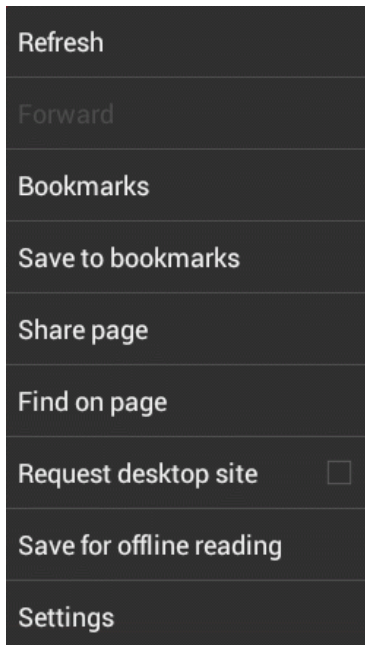 Refresh
Forward
Bookmarks
Save to bookmarks
Share page
Find on page
Request desktop site
Save for offline reading
Settings